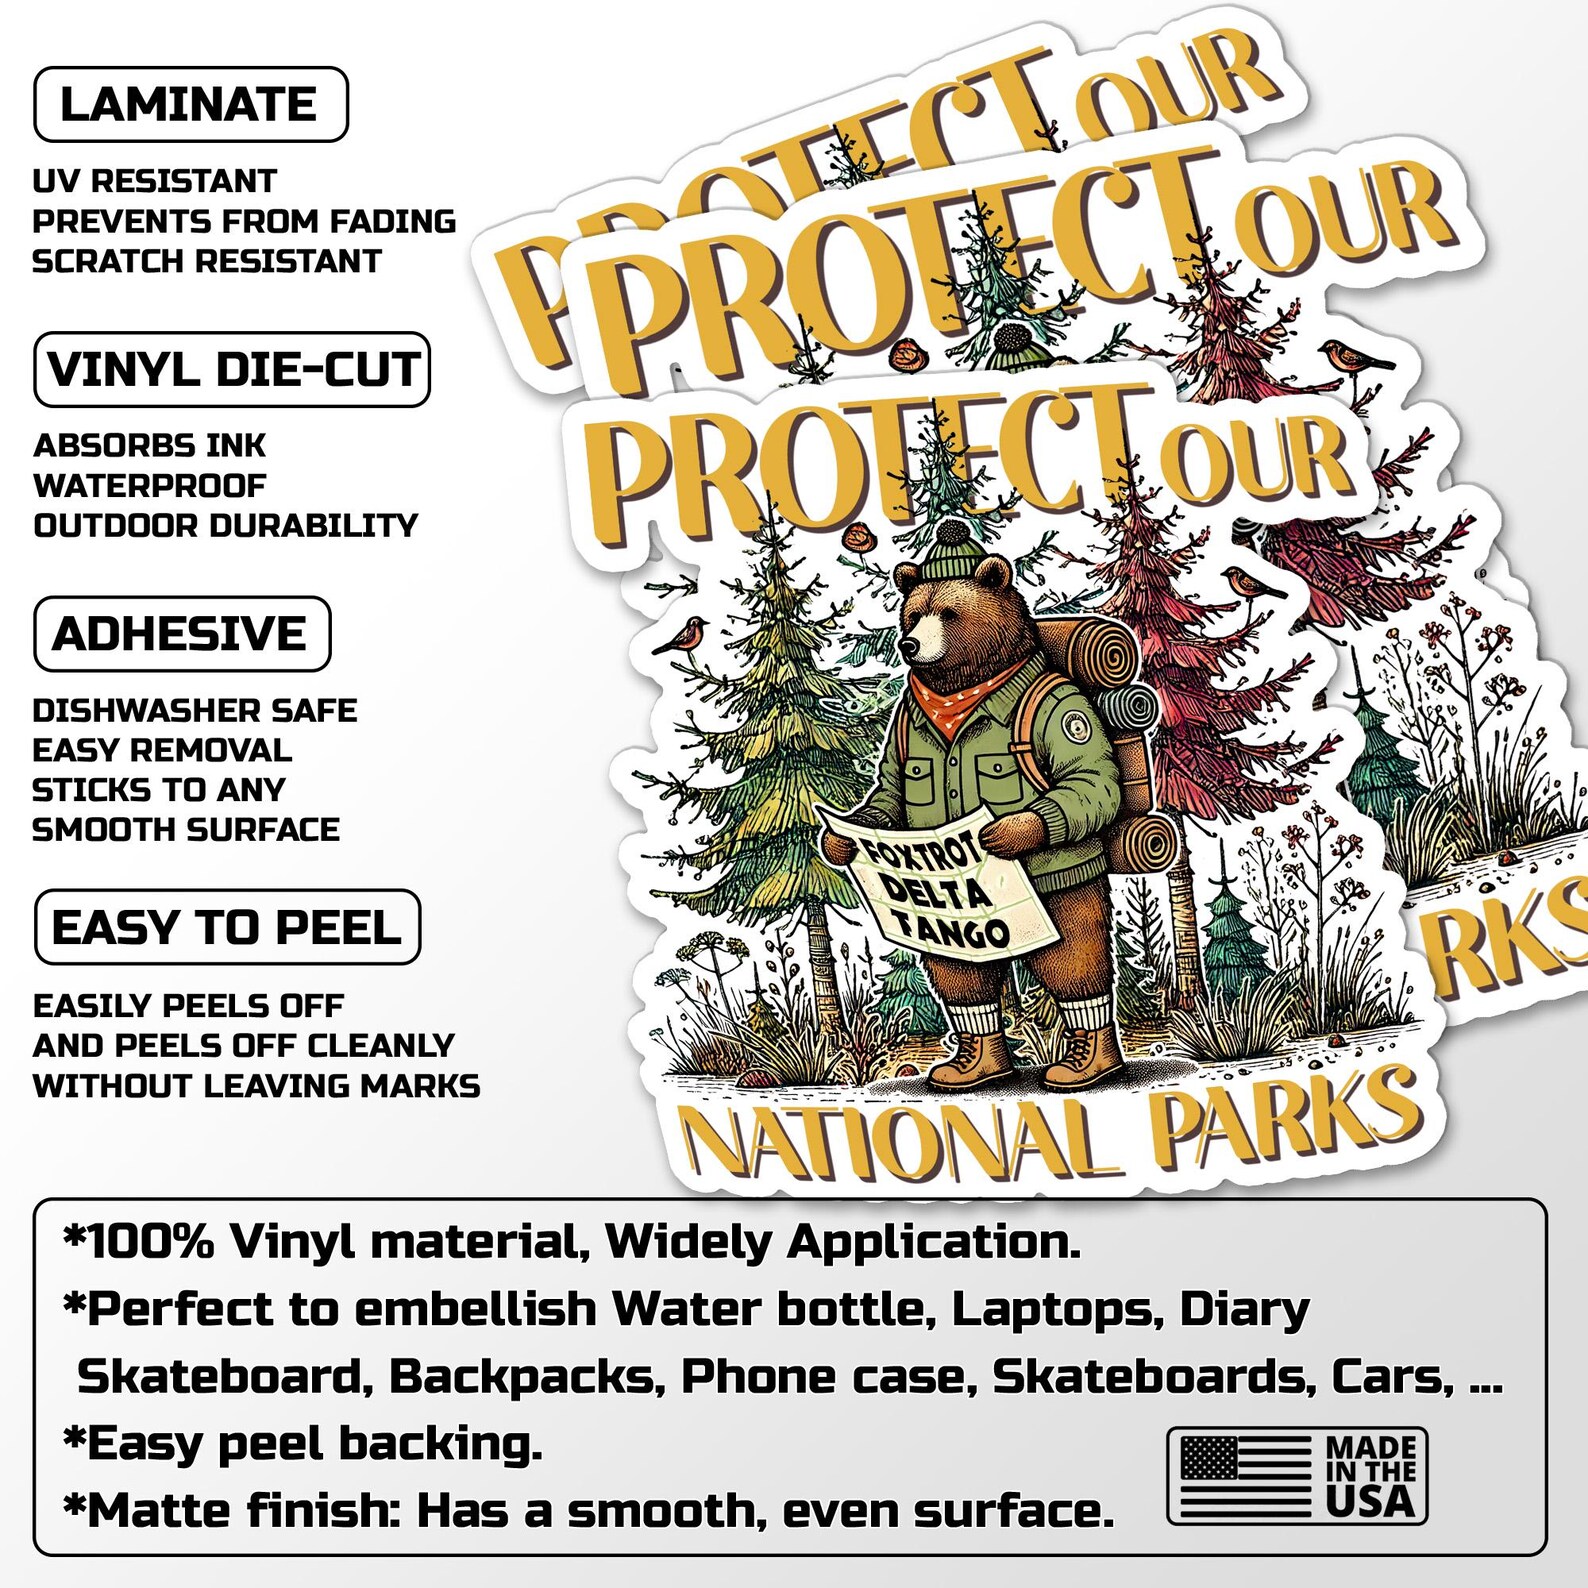 LAMINATE
UV RESISTANT
PREVENTS FROM FADING
SCRATCH RESISTANT
VINYL DIE-CUT
ABSORBS INK
WATERPROOF
OUTDOOR DURABILITY
ADHESIVE
DISHWASHER SAFE
EASY REMOVAL
STICKS TO ANY
SMOOTH SURFACE
EASY TO PEEL
EASILY PEELS OFF
AND PEELS OFF CLEANLY
WITHOUT LEAVING MARKS
PROTECT OUR
PROTECT OUR
RKS
PROTECT OUR
FOXTROT
DELTA
TANGO
NATIONAL PARKS
*100% Vinyl material, Widely Application.
*Perfect to embellish Water bottle, Laptops, Diary
Skateboard, Backpacks, Phone case, Skateboards, Cars, ...
*Easy peel backing.
*Matte finish: Has a smooth, even surface.
MADE
IN THE
USA